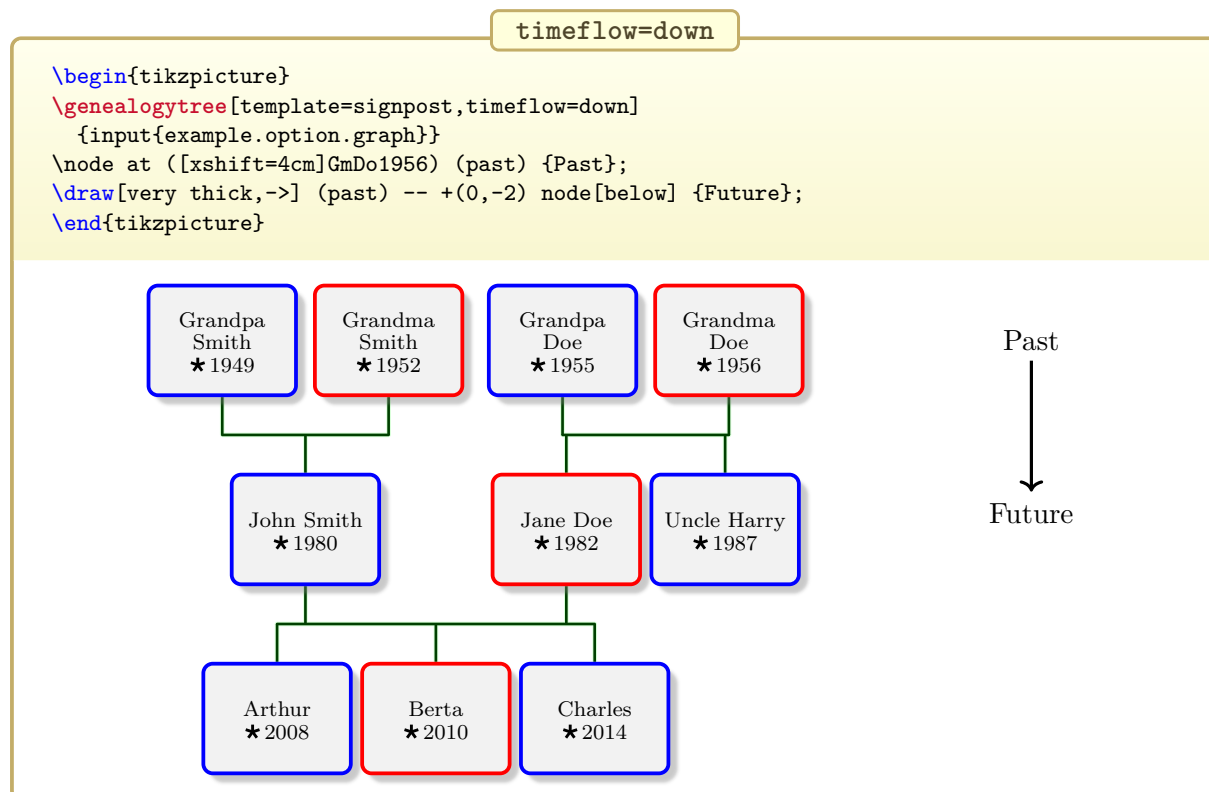 timeflow=down
\begin{tikzpicture}
\genealogytree[template=signpost,timeflow=down]
  {input{example.option.graph}}
\node at ([xshift=4cm]GmDo1956) (past) {Past};
\draw[very thick,->] (past) -- +(0,-2) node[below] {Future};
\end{tikzpicture}
Grandpa
Smith
★1949
Grandma
Smith
★1952
Grandpa
Doe
★1955
Grandma
Doe
★1956
Past
John Smith
★1980
Jane Doe
★1982
Uncle Harry
★1987
Future
Arthur
★2008
Berta
★2010
Charles
★2014